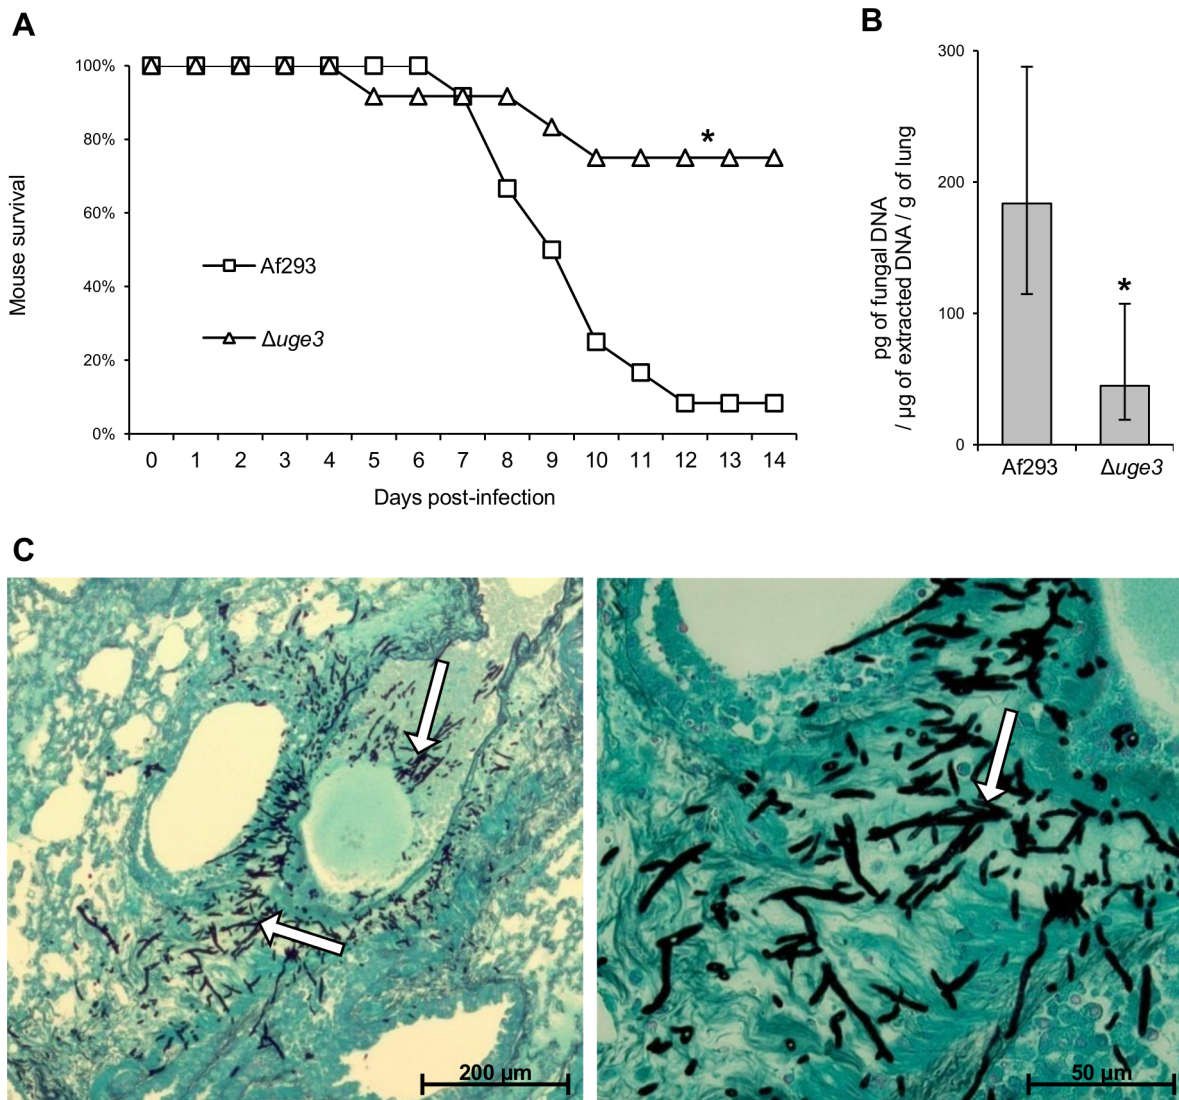 A
100%
80%
60%
40%
20%
0%
Mouse survival
*
Af293
Δuge3
0 1 2 3 4 5 6 7 8 9 10 11 12 13 14
Days post-infection
B
300
200
100
0
pg of fungal DNA
/ µg of extracted DNA / g of lung
*
Af293 Δuge3
C
200 µm
50 µm